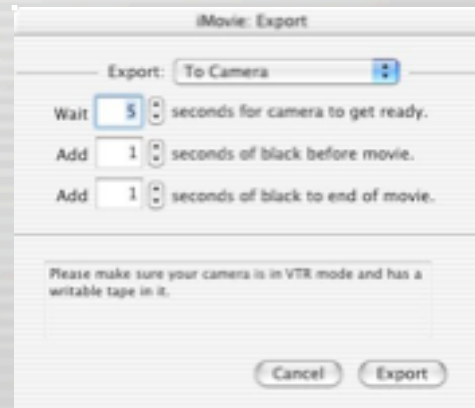 iMovie: Export
Export: To Camera
Wait 5 seconds for camera to get ready.
Add 1 seconds of black before movie.
Add 1 seconds of black to end of movie.
Please make sure your camera is in VTR mode and has a
writable tape in it.
Cancel Export